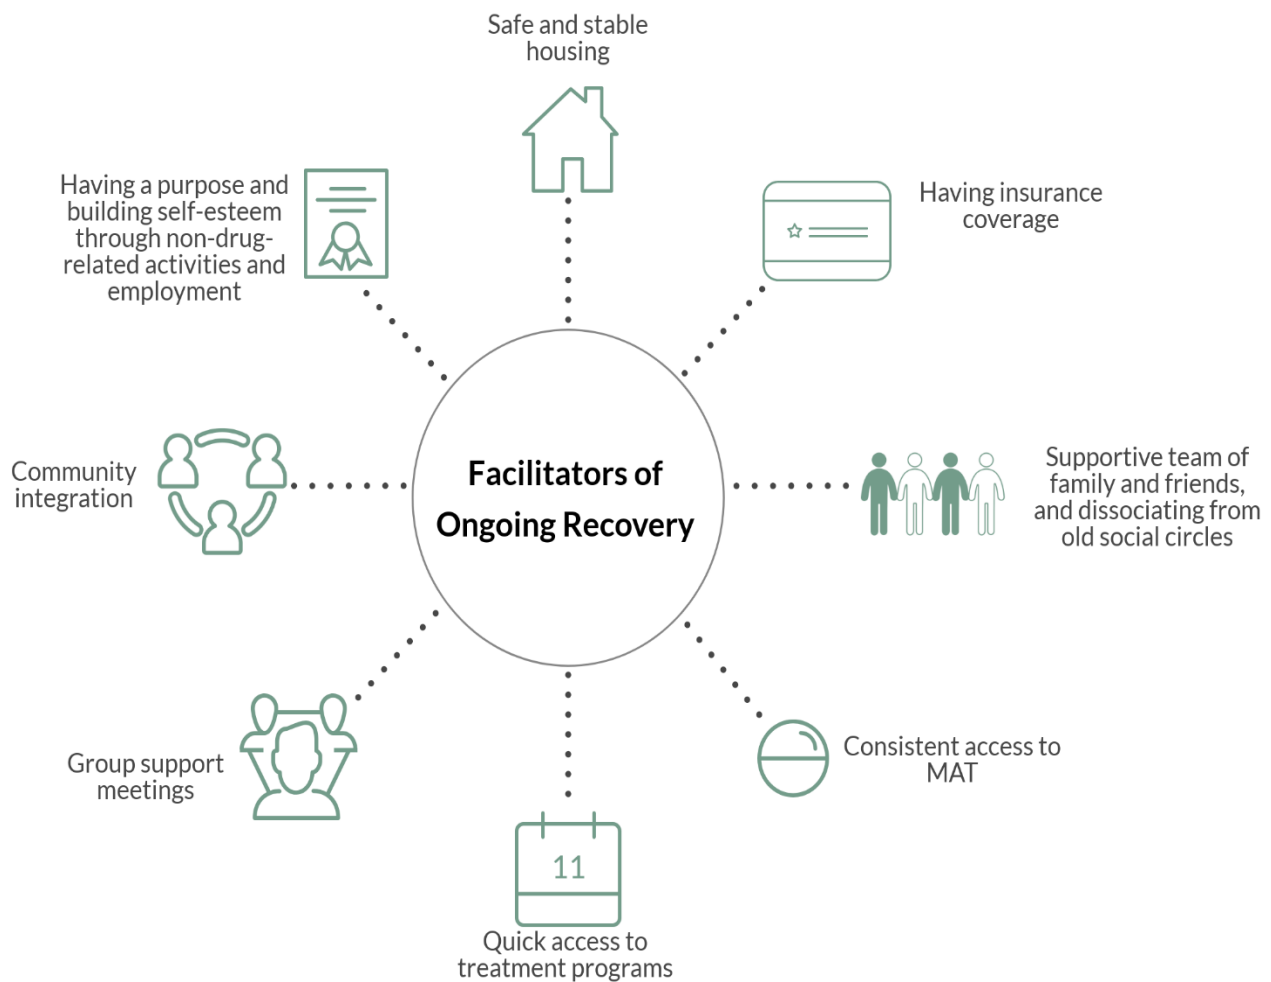 Safe and stable
housing
Having a purpose and
building self-esteem
through non-drug-
related activities and
employment
Having insurance
coverage
Community
integration
Facilitators of
Ongoing Recovery
Supportive team of
family and friends,
and dissociating from
old social circles
Group support
meetings
Consistent access to
MAT
11
Quick access to
treatment programs